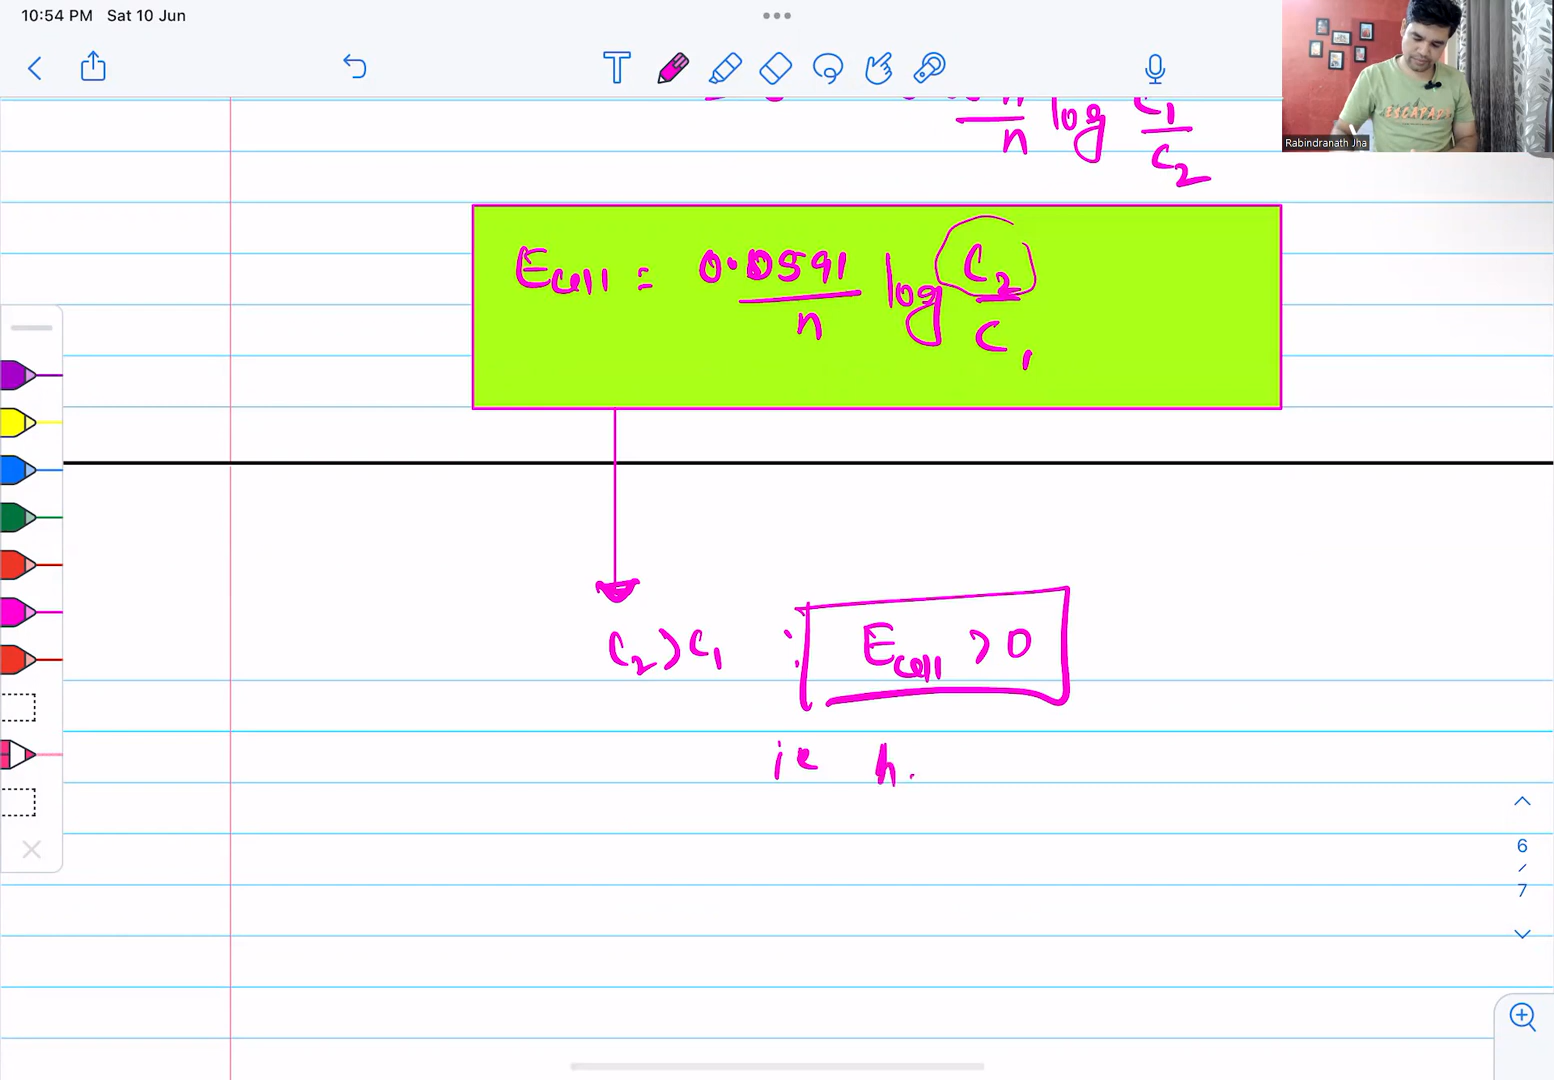 10:54 PM Sat 10 Jun
T
Rabindranath Jha
ESCAPADE
n log C₁/C₂
Ecell = 0.0591/n log C₂/C₁
C₂ > C₁ : Ecell > 0
ie h.
6
/
7